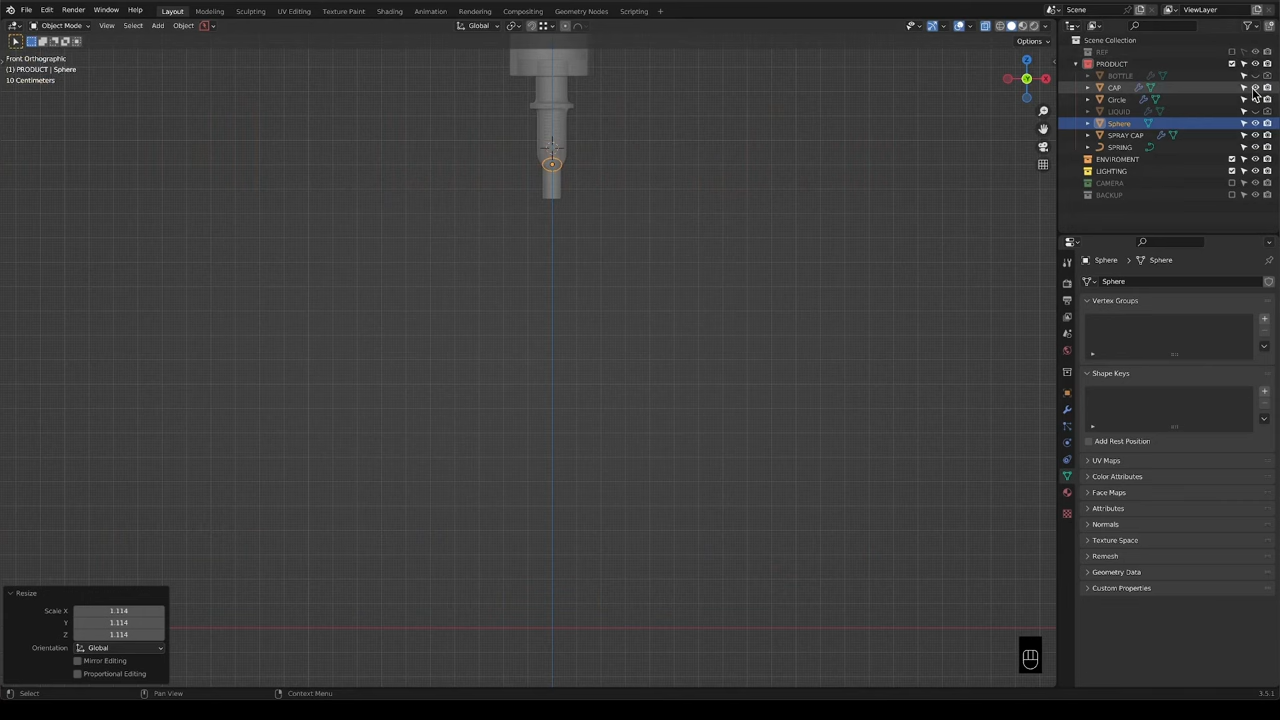 File Edit Render Window Help Layout Modeling Sculpting UV Editing Texture Paint Shading Animation Rendering Compositing Geometry Nodes Scripting Scene ViewLayer
Object Mode View Select Add Object Global
Options
Front Orthographic
(1) PRODUCT | Sphere
10 Centimeters
Scene Collection
REF
PRODUCT
BOTTLE
CAP
Circle
LIQUID
Sphere
SPRAY CAP
SPRING
ENVIROMENT
LIGHTING
CAMERA
BACKUP
Sphere > Sphere
Sphere
Vertex Groups
Shape Keys
Add Rest Position
UV Maps
Color Attributes
Face Maps
Attributes
Normals
Texture Space
Remesh
Geometry Data
Custom Properties
Resize
Scale X 1.114
Y 1.114
Z 1.114
Orientation Global
Mirror Editing
Proportional Editing
Select Pan View Context Menu 3.5.1